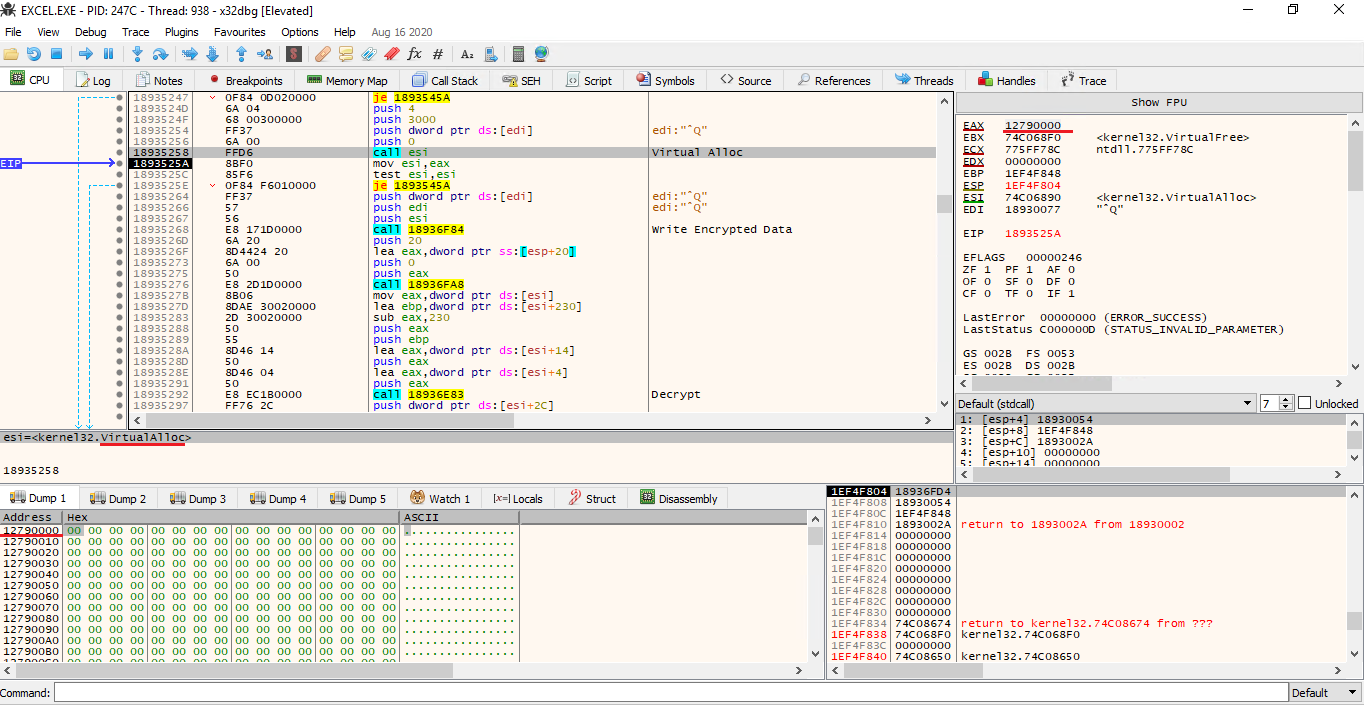 EXCEL.EXE - PID: 247C - Thread: 938 - x32dbg [Elevated]
File View Debug Trace Plugins Favourites Options Help Aug 16 2020
CPU Log Notes Breakpoints Memory Map Call Stack SEH Script Symbols Source References Threads Handles Trace
18935247 0F84 0D020000 je 1893545A
1893524D 6A 04 push 4
1893524F 68 00300000 push 3000
18935254 FF37 push dword ptr ds:[edi] edi:"ˆQ"
18935256 6A 00 push 0
18935258 FFD6 call esi Virtual Alloc
EIP 1893525A 8BF0 mov esi,eax
1893525C 85F6 test esi,esi
1893525E 0F84 F6010000 je 1893545A
18935264 FF37 push dword ptr ds:[edi] edi:"ˆQ"
18935266 57 push edi edi:"ˆQ"
18935267 56 push esi
18935268 E8 171D0000 call 18936F84 Write Encrypted Data
1893526D 6A 20 push 20
1893526F 8D4424 20 lea eax,dword ptr ss:[esp+20]
18935273 6A 00 push 0
18935275 50 push eax
18935276 E8 2D1D0000 call 18936FA8
1893527B 8B06 mov eax,dword ptr ds:[esi]
1893527D 8DAE 30020000 lea ebp,dword ptr ds:[esi+230]
18935283 2D 30020000 sub eax,230
18935288 50 push eax
18935289 55 push ebp
1893528A 8D46 14 lea eax,dword ptr ds:[esi+14]
1893528D 50 push eax
1893528E 8D46 04 lea eax,dword ptr ds:[esi+4]
18935291 50 push eax
18935292 E8 EC1B0000 call 18936E83 Decrypt
18935297 FF76 2C push dword ptr ds:[esi+2C]
Show FPU
EAX 12790000
EBX 74C068F0 <kernel32.VirtualFree>
ECX 775FF78C ntdll.775FF78C
EDX 00000000
EBP 1EF4F848
ESP 1EF4F804
ESI 74C06890 <kernel32.VirtualAlloc>
EDI 18930077 "ˆQ"
EIP 1893525A
EFLAGS 00000246
ZF 1 PF 1 AF 0
OF 0 SF 0 DF 0
CF 0 TF 0 IF 1
LastError 00000000 (ERROR_SUCCESS)
LastStatus C000000D (STATUS_INVALID_PARAMETER)
GS 002B FS 0053
ES 002B DS 002B
Default (stdcall) 7 Unlocked
1: [esp+4] 18930054
2: [esp+8] 1EF4F848
3: [esp+C] 1893002A
4: [esp+10] 00000000
5: [esp+14] 00000000
esi=<kernel32.VirtualAlloc>
18935258
Dump 1 Dump 2 Dump 3 Dump 4 Dump 5 Watch 1 [x=] Locals Struct Disassembly
Address Hex ASCII
12790000 00 00 00 00 00 00 00 00 00 00 00 00 00 00 00 00 ................
12790010 00 00 00 00 00 00 00 00 00 00 00 00 00 00 00 00 ................
12790020 00 00 00 00 00 00 00 00 00 00 00 00 00 00 00 00 ................
12790030 00 00 00 00 00 00 00 00 00 00 00 00 00 00 00 00 ................
12790040 00 00 00 00 00 00 00 00 00 00 00 00 00 00 00 00 ................
12790050 00 00 00 00 00 00 00 00 00 00 00 00 00 00 00 00 ................
12790060 00 00 00 00 00 00 00 00 00 00 00 00 00 00 00 00 ................
12790070 00 00 00 00 00 00 00 00 00 00 00 00 00 00 00 00 ................
12790080 00 00 00 00 00 00 00 00 00 00 00 00 00 00 00 00 ................
12790090 00 00 00 00 00 00 00 00 00 00 00 00 00 00 00 00 ................
127900A0 00 00 00 00 00 00 00 00 00 00 00 00 00 00 00 00 ................
127900B0 00 00 00 00 00 00 00 00 00 00 00 00 00 00 00 00 ................
1EF4F804 18936FD4
1EF4F808 18930054
1EF4F80C 1EF4F848
1EF4F810 1893002A return to 1893002A from 18930002
1EF4F814 00000000
1EF4F818 00000000
1EF4F81C 00000000
1EF4F820 00000000
1EF4F824 00000000
1EF4F828 00000000
1EF4F82C 00000000
1EF4F830 00000000
1EF4F834 74C08674 return to kernel32.74C08674 from ???
1EF4F838 74C068F0 kernel32.74C068F0
1EF4F83C 00000000
1EF4F840 74C08650 kernel32.74C08650
Command: Default